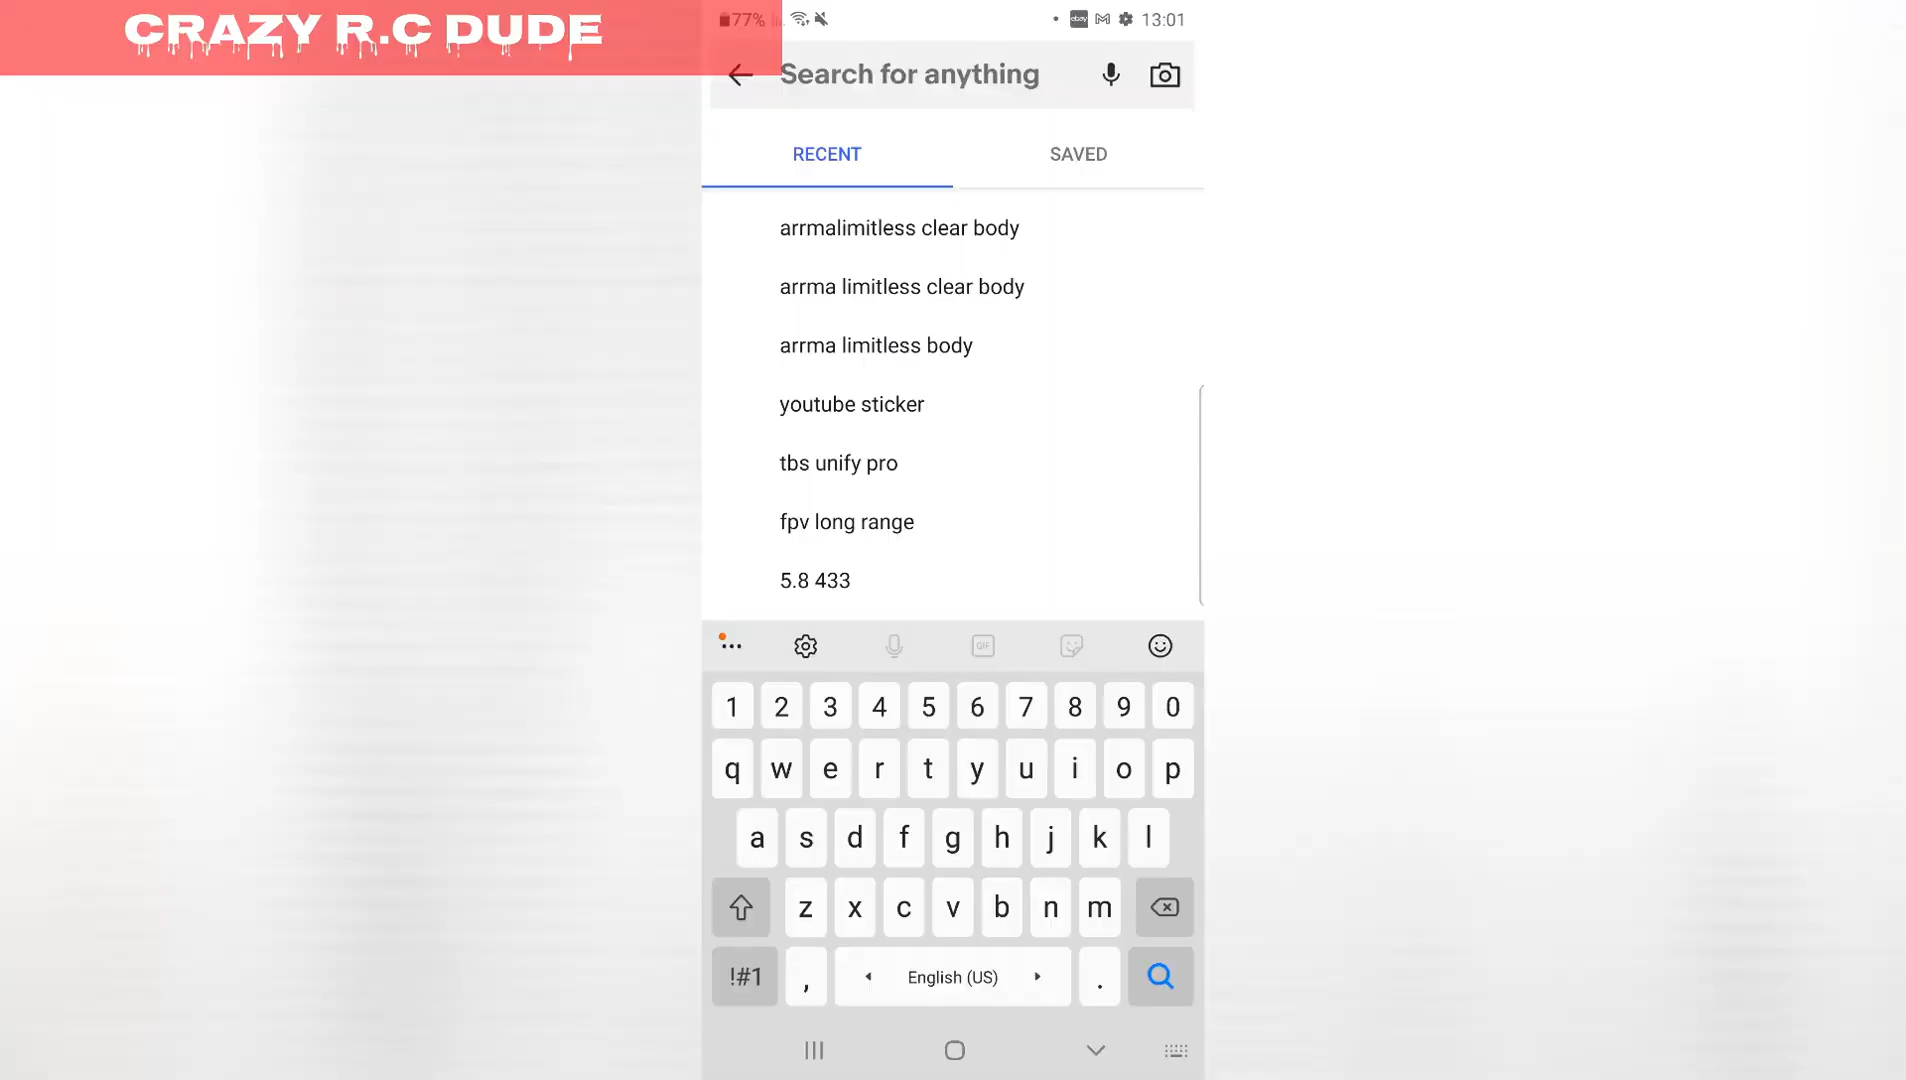 CRAZY R.C DUDE
77% 13:01
Search for anything
RECENT SAVED
arrmalimitless clear body
arrma limitless clear body
arrma limitless body
youtube sticker
tbs unify pro
fpv long range
5.8 433
GIF
1 2 3 4 5 6 7 8 9 0
q w e r t y u i o p
a s d f g h j k l
z x c v b n m
!#1 , English (US) .